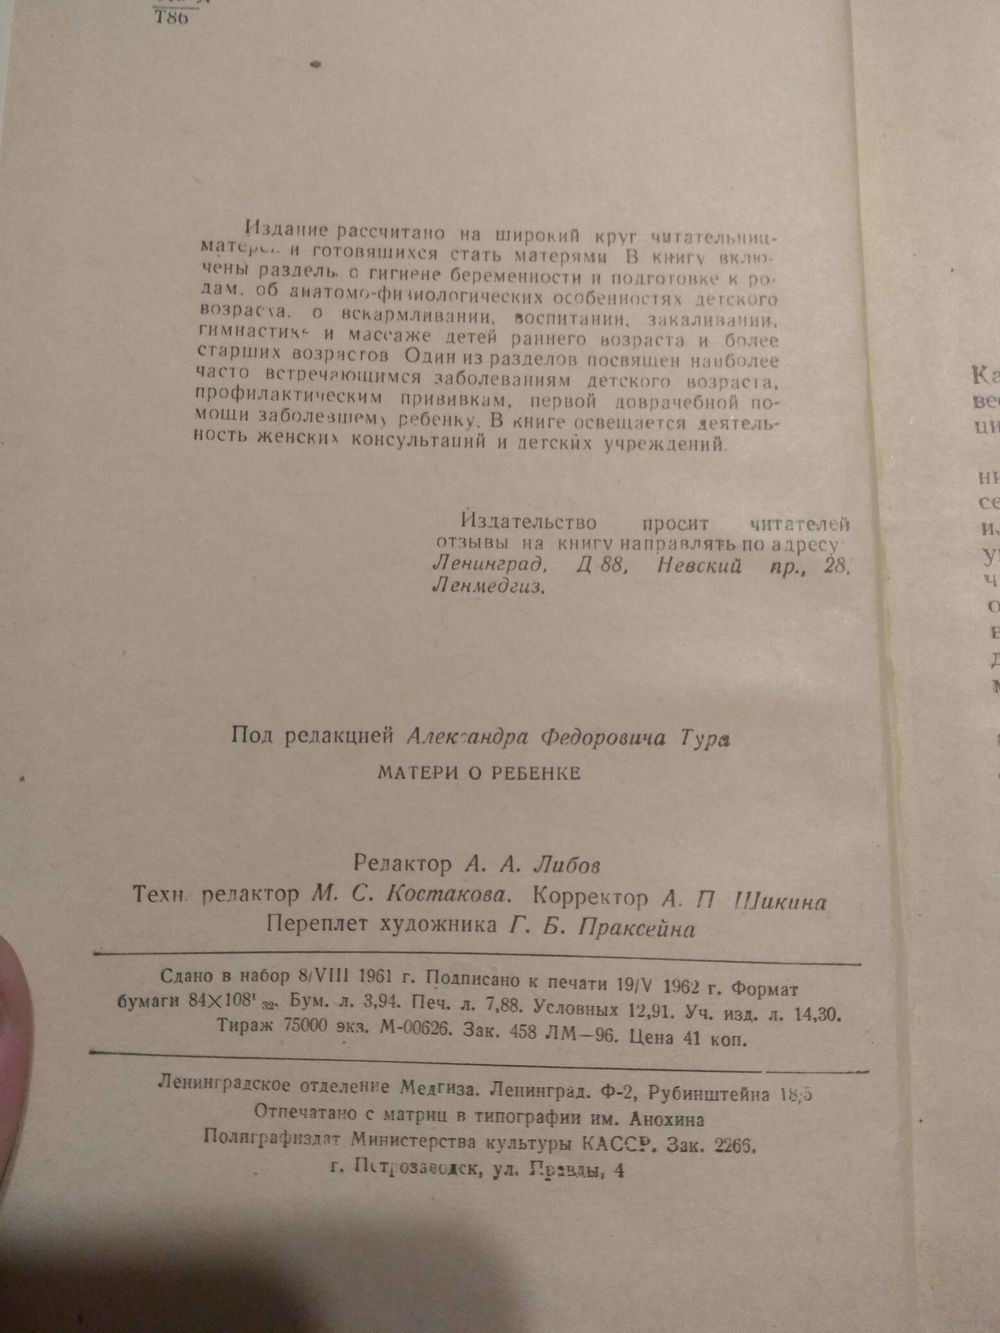 Т86
Издание рассчитано на широкий круг читательниц-
матерей и готовящихся стать матерями В книгу вклю-
чены разделы о гигиене беременности и подготовке к ро-
дам, об анатомо-физиологических особенностях детского
возраста, о вскармливании, воспитании, закаливании,
гимнастике и массаже детей раннего возраста и более
старших возрастов Один из разделов посвящен наиболее
часто встречающимся заболеваниям детского возраста,
профилактическим прививкам, первой доврачебной по-
мощи заболевшему ребенку. В книге освещается деятель-
ность женских консультаций и детских учреждений.
Издательство просит читателей
отзывы на книгу направлять по адресу
Ленинград, Д-88, Невский пр., 28,
Ленмедгиз.
Под редакцией Александра Федоровича Тура
МАТЕРИ О РЕБЕНКЕ
Редактор А. А. Либов
Техн. редактор М. С. Костакова. Корректор А. П Шикина
Переплет художника Г. Б. Праксейна
Сдано в набор 8/VIII 1961 г. Подписано к печати 19/V 1962 г. Формат
бумаги 84×108¹/₃₂. Бум. л. 3,94. Печ. л. 7,88. Условных 12,91. Уч. изд. л. 14,30.
Тираж 75000 экз. М-00626. Зак. 458 ЛМ—96. Цена 41 коп.
Ленинградское отделение Медгиза. Ленинград. Ф-2, Рубинштейна 18/5
Отпечатано с матриц в типографии им. Анохина
Полиграфиздат Министерства культуры КАССР. Зак. 2266.
г. Петрозаводск, ул. Правды, 4
Ка
ве
ци
ни
се
ч
о
в
д
м